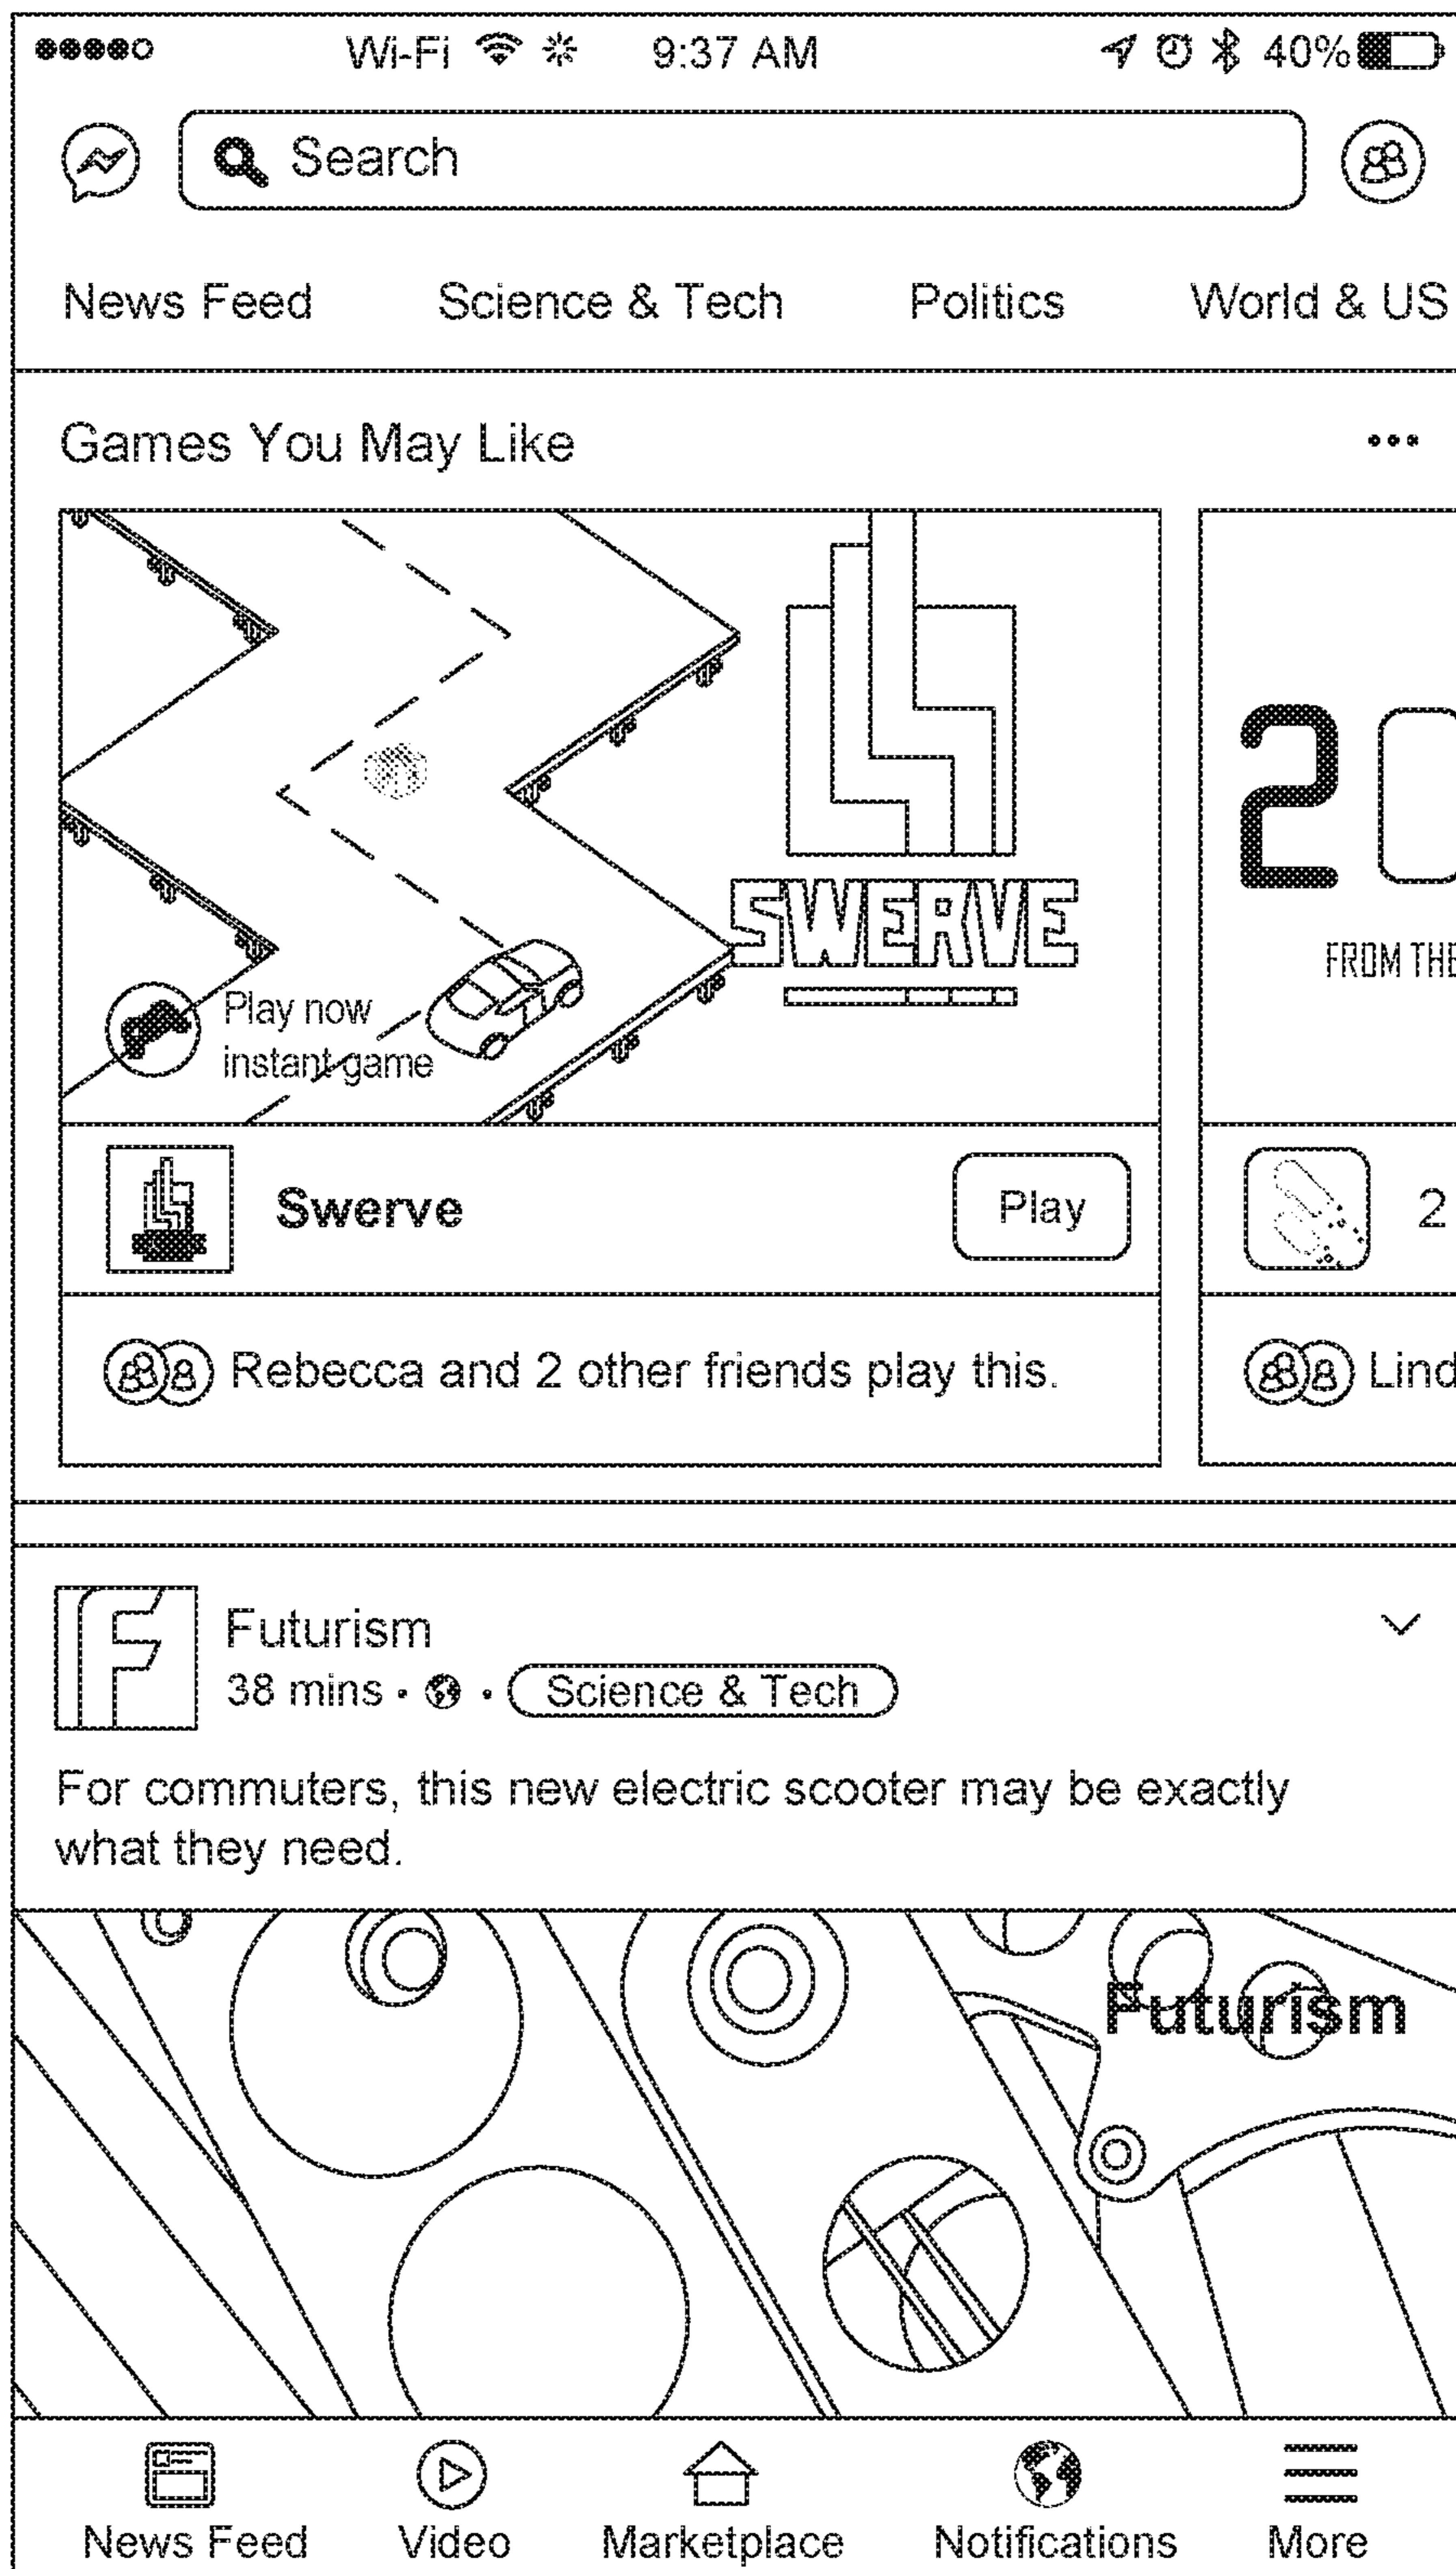 Wi-Fi 9:37 AM 40%
Search
News Feed Science & Tech Politics World & US
Games You May Like
SWERVE
2
FROM THE
Play now
instant game
Swerve Play
2
Rebecca and 2 other friends play this.
Lind
F
Futurism
38 mins · · Science & Tech
For commuters, this new electric scooter may be exactly
what they need.
Futurism
News Feed Video Marketplace Notifications More